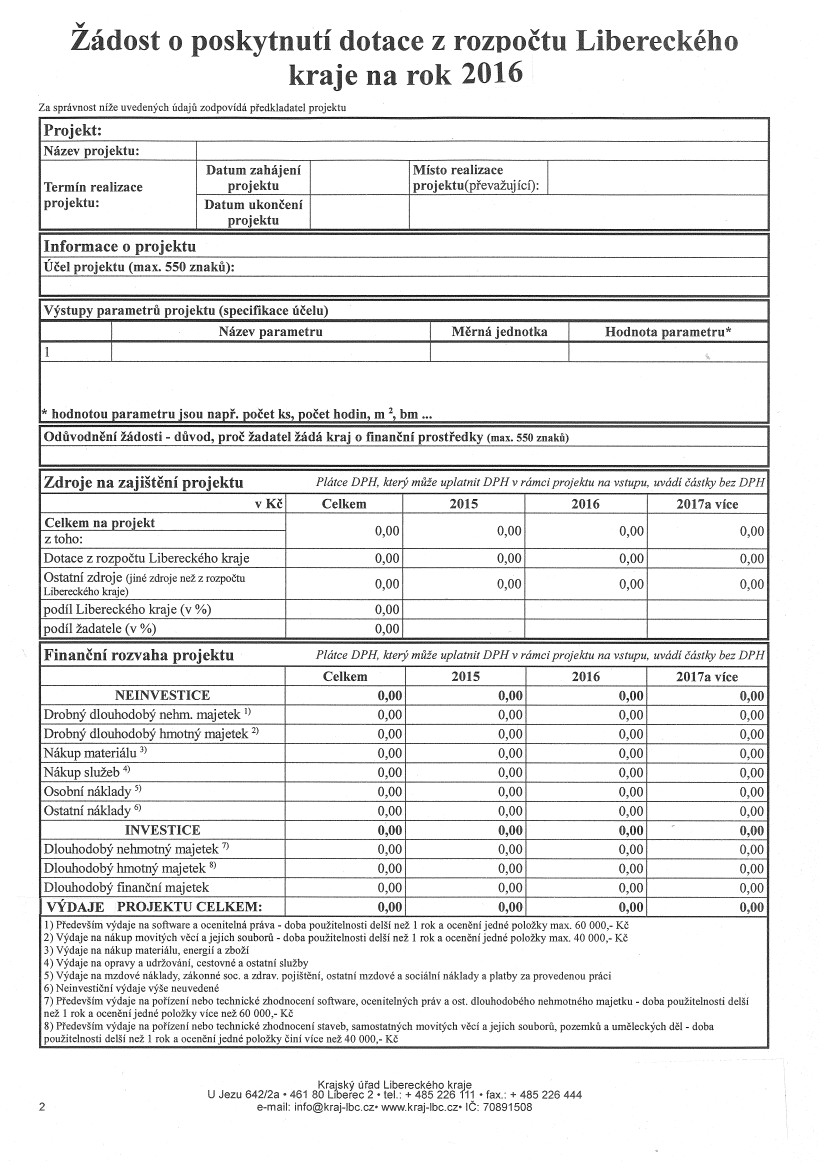 Žádost o poskytnutí dotace z rozpočtu Libereckého
kraje na rok 2016
Za správnost níže uvedených údajů zodpovídá předkladatel projektu
Projekt:
Název projektu:
Termín realizace
projektu:
Datum zahájení
projektu
Místo realizace
projektu(převažující):
Datum ukončení
projektu
Informace o projektu
Účel projektu (max. 550 znaků):
Výstupy parametrů projektu (specifikace účelu)
Název parametru Měrná jednotka Hodnota parametru*
1
* hodnotou parametru jsou např. počet ks, počet hodin, m ², bm ...
Odůvodnění žádosti - důvod, proč žadatel žádá kraj o finanční prostředky (max. 550 znaků)
Zdroje na zajištění projektu Plátce DPH, který může uplatnit DPH v rámci projektu na vstupu, uvádí částky bez DPH
v Kč Celkem 2015 2016 2017a více
Celkem na projekt
z toho:
0,00 0,00 0,00 0,00
Dotace z rozpočtu Libereckého kraje 0,00 0,00 0,00 0,00
Ostatní zdroje (jiné zdroje než z rozpočtu
Libereckého kraje)
0,00 0,00 0,00 0,00
podíl Libereckého kraje (v %) 0,00
podíl žadatele (v %) 0,00
Finanční rozvaha projektu Plátce DPH, který může uplatnit DPH v rámci projektu na vstupu, uvádí částky bez DPH
Celkem 2015 2016 2017a více
NEINVESTICE 0,00 0,00 0,00 0,00
Drobný dlouhodobý nehm. majetek ¹⁾ 0,00 0,00 0,00 0,00
Drobný dlouhodobý hmotný majetek ²⁾ 0,00 0,00 0,00 0,00
Nákup materiálu ³⁾ 0,00 0,00 0,00 0,00
Nákup služeb ⁴⁾ 0,00 0,00 0,00 0,00
Osobní náklady ⁵⁾ 0,00 0,00 0,00 0,00
Ostatní náklady ⁶⁾ 0,00 0,00 0,00 0,00
INVESTICE 0,00 0,00 0,00 0,00
Dlouhodobý nehmotný majetek ⁷⁾ 0,00 0,00 0,00 0,00
Dlouhodobý hmotný majetek ⁸⁾ 0,00 0,00 0,00 0,00
Dlouhodobý finanční majetek 0,00 0,00 0,00 0,00
VÝDAJE PROJEKTU CELKEM: 0,00 0,00 0,00 0,00
1) Především výdaje na software a ocenitelná práva - doba použitelnosti delší než 1 rok a ocenění jedné položky max. 60 000,- Kč
2) Výdaje na nákup movitých věcí a jejich souborů - doba použitelnosti delší než 1 rok a ocenění jedné položky max. 40 000,- Kč
3) Výdaje na nákup materiálu, energií a zboží
4) Výdaje na opravy a udržování, cestovné a ostatní služby
5) Výdaje na mzdové náklady, zákonné soc. a zdrav. pojištění, ostatní mzdové a sociální náklady a platby za provedenou práci
6) Neinvestiční výdaje výše neuvedené
7) Především výdaje na pořízení nebo technické zhodnocení software, ocenitelných práv a ost. dlouhodobého nehmotného majetku - doba použitelnosti delší
než 1 rok a ocenění jedné položky více než 60 000,- Kč
8) Především výdaje na pořízení nebo technické zhodnocení staveb, samostatných movitých věcí a jejich souborů, pozemků a uměleckých děl - doba
použitelnosti delší než 1 rok a ocenění jedné položky činí více než 40 000,- Kč
Krajský úřad Libereckého kraje
U Jezu 642/2a • 461 80 Liberec 2 • tel.: + 485 226 111 • fax.: + 485 226 444
2 e-mail: info@kraj-lbc.cz• www.kraj-lbc.cz• IČ: 70891508